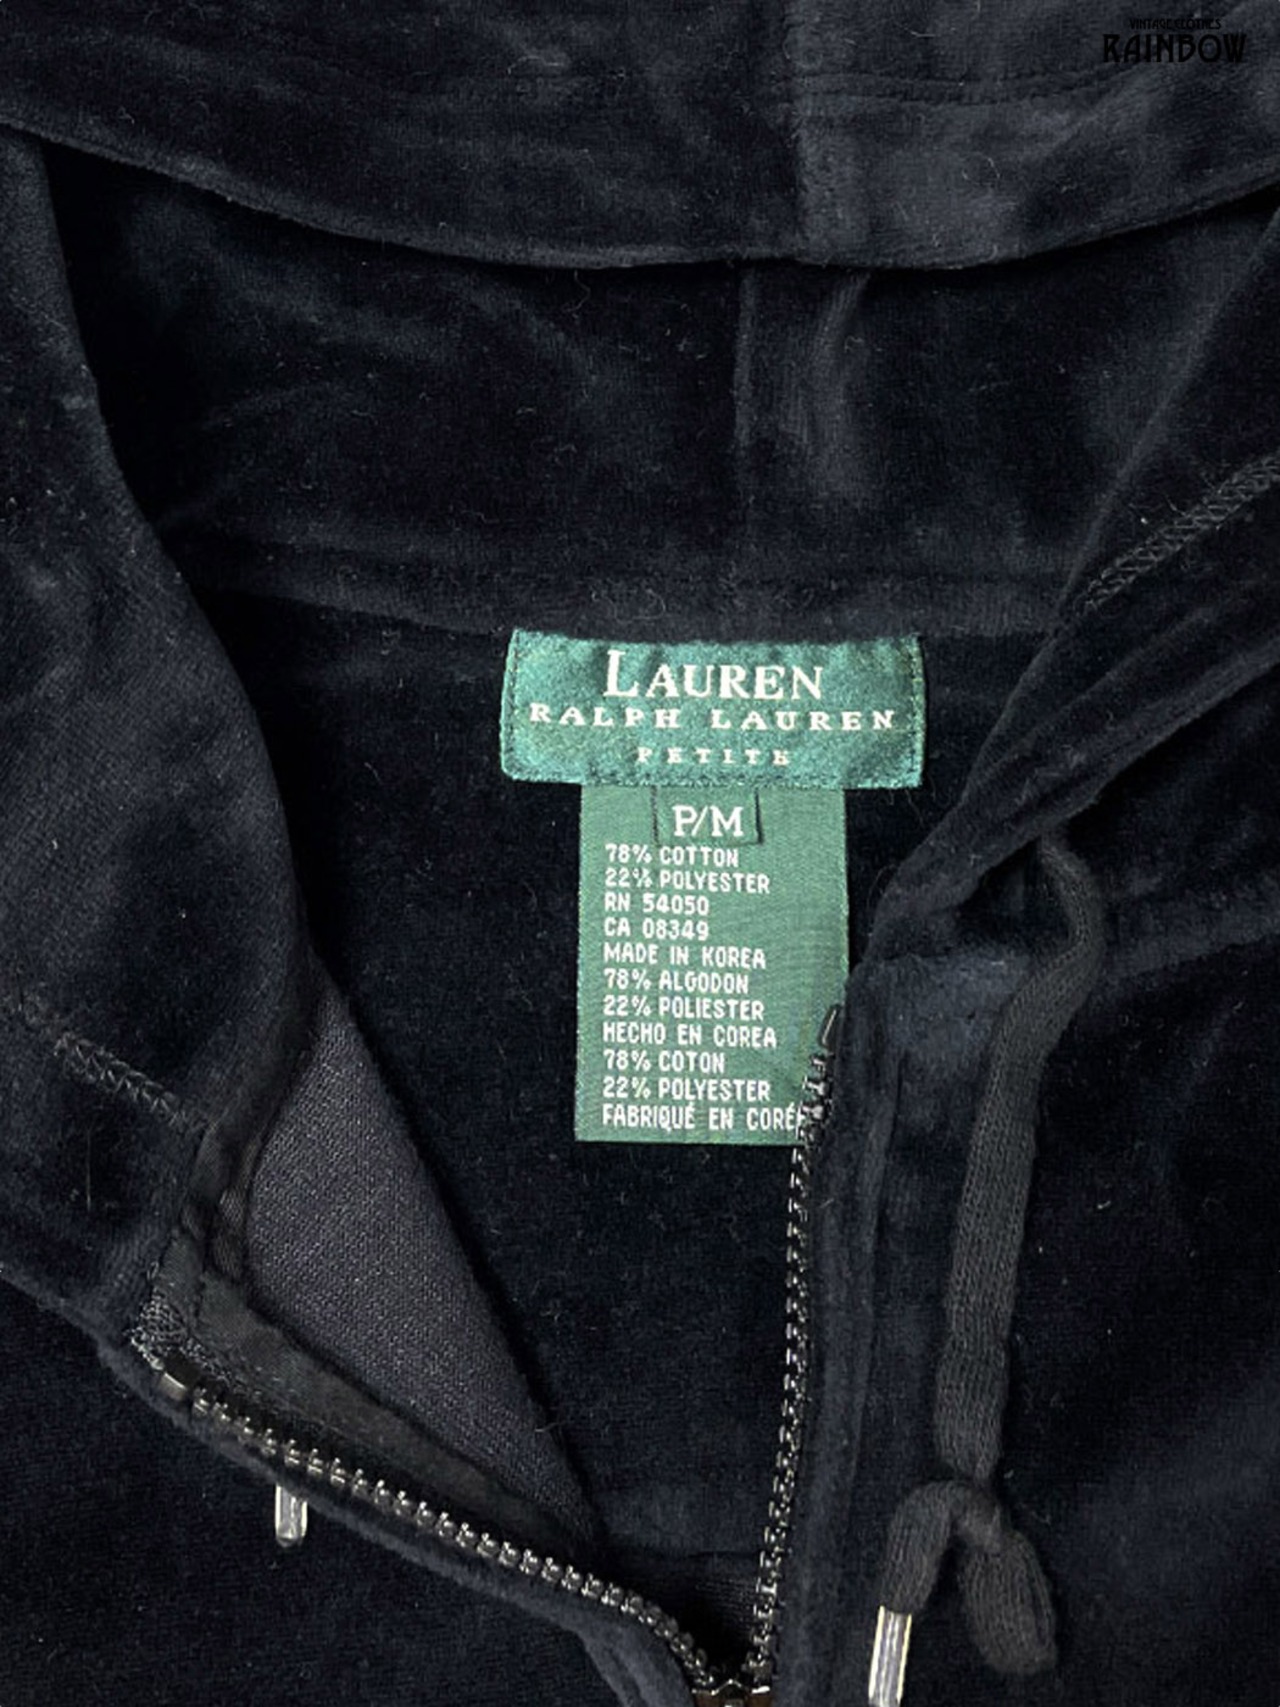 VINTAGE CLOTHES
RAINBOW
LAUREN
RALPH LAUREN
PETITE
P/M
78% COTTON
22% POLYESTER
RN 54050
CA 08349
MADE IN KOREA
78% ALGODON
22% POLIESTER
HECHO EN COREA
78% COTON
22% POLYESTER
FABRIQUÉ EN CORÉE